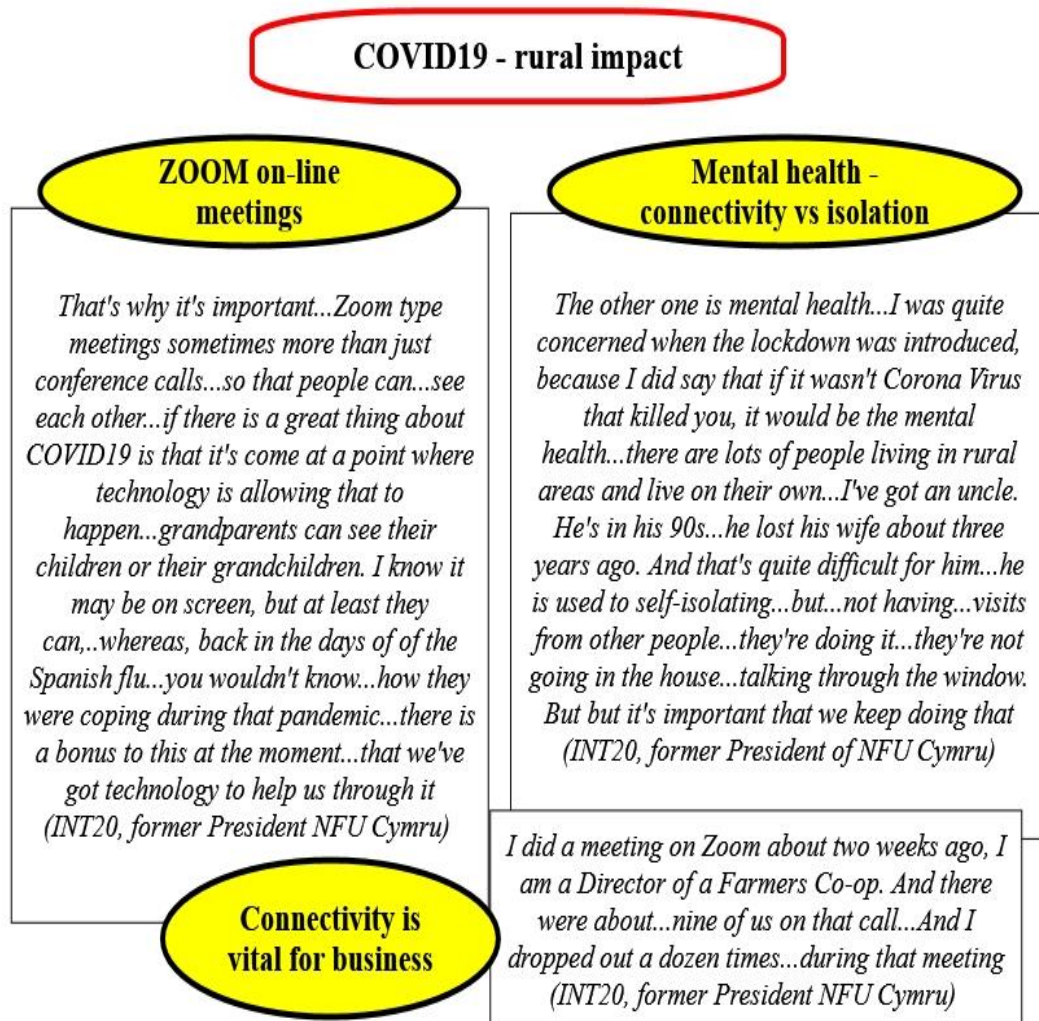 COVID19 - rural impact
ZOOM on-line
meetings
That's why it's important...Zoom type
meetings sometimes more than just
conference calls...so that people can...see
each other...if there is a great thing about
COVID19 is that it's come at a point where
technology is allowing that to
happen...grandparents can see their
children or their grandchildren. I know it
may be on screen, but at least they
can,..whereas, back in the days of of the
Spanish flu...you wouldn't know...how they
were coping during that pandemic...there is
a bonus to this at the moment...that we've
got technology to help us through it
(INT20, former President NFU Cymru)
Mental health -
connectivity vs isolation
The other one is mental health...I was quite
concerned when the lockdown was introduced,
because I did say that if it wasn't Corona Virus
that killed you, it would be the mental
health...there are lots of people living in rural
areas and live on their own...I've got an uncle.
He's in his 90s...he lost his wife about three
years ago. And that's quite difficult for him...he
is used to self-isolating...but...not having...visits
from other people...they're doing it...they're not
going in the house...talking through the window.
But but it's important that we keep doing that
(INT20, former President of NFU Cymru)
Connectivity is
vital for business
I did a meeting on Zoom about two weeks ago, I
am a Director of a Farmers Co-op. And there
were about...nine of us on that call...And I
dropped out a dozen times...during that meeting
(INT20, former President NFU Cymru)